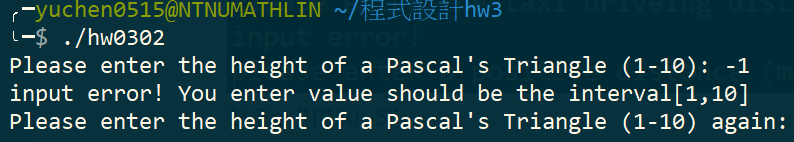 yuchen0515@NTNUMATHLIN ~/程式設計hw3
$ ./hw0302
Please enter the height of a Pascal's Triangle (1-10): -1
input error! You enter value should be the interval[1,10]
Please enter the height of a Pascal's Triangle (1-10) again: